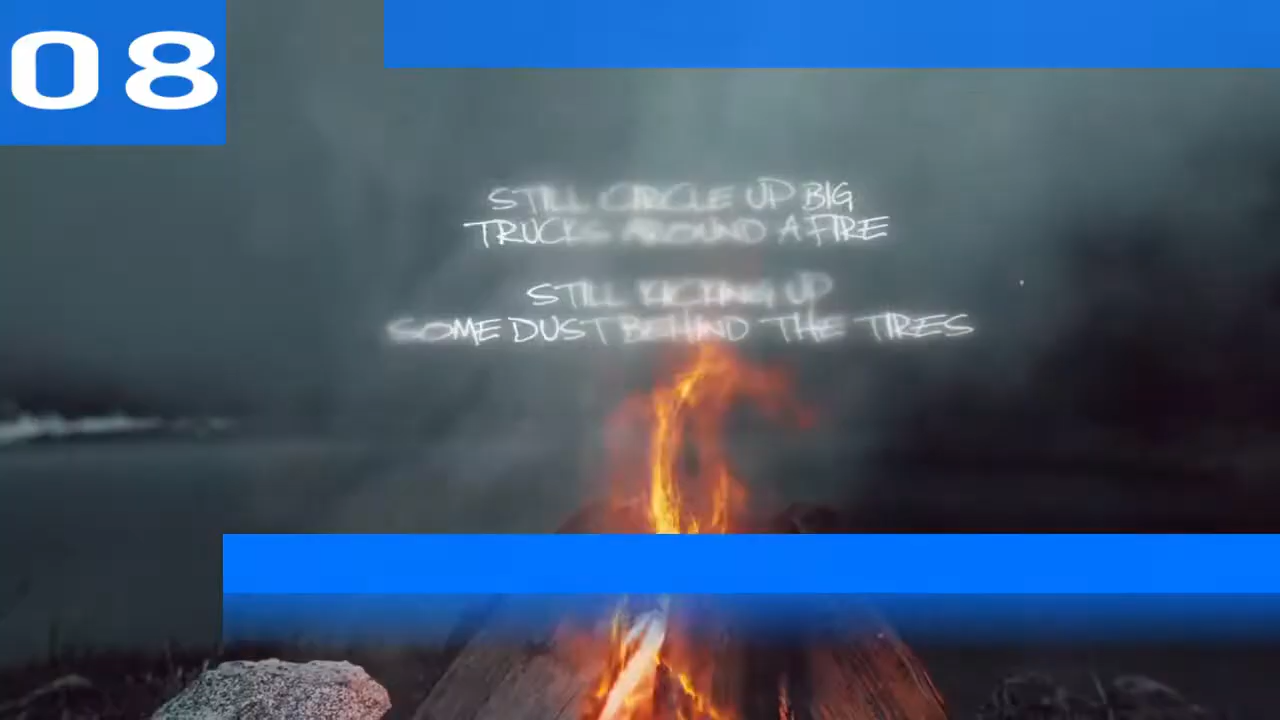 08
STILL CIRCLE UP BIG
TRUCKS AROUND A FIRE
STILL KICKING UP
SOME DUST BEHIND THE TIRES